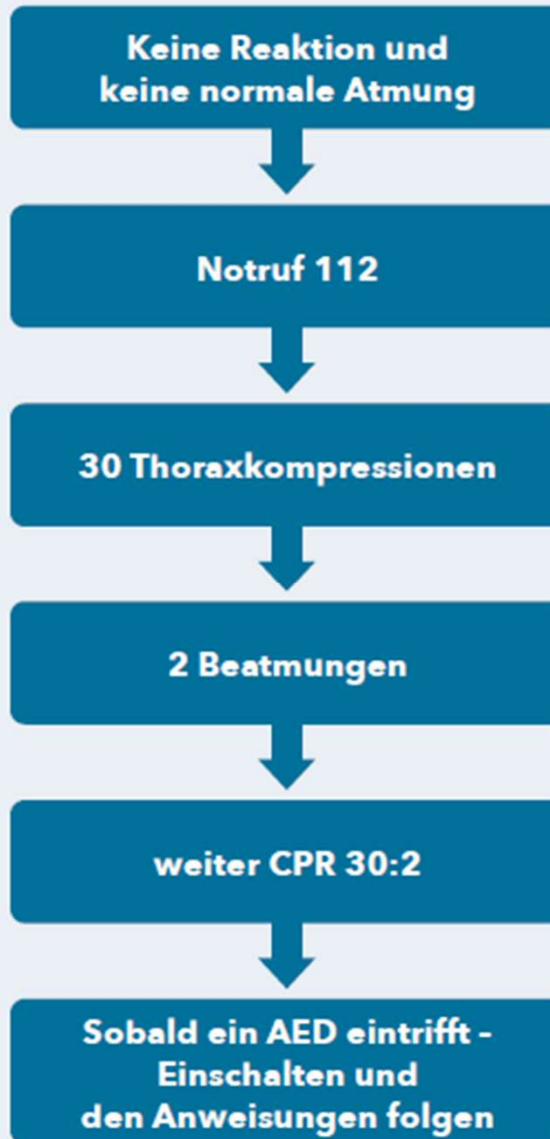 Keine Reaktion und
keine normale Atmung
Notruf 112
30 Thoraxkompressionen
2 Beatmungen
weiter CPR 30:2
Sobald ein AED eintrifft –
Einschalten und
den Anweisungen folgen